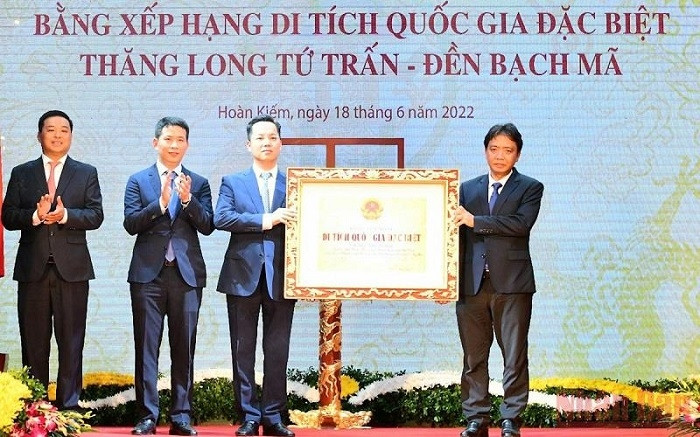 BẰNG XẾP HẠNG DI TÍCH QUỐC GIA ĐẶC BIỆT
THĂNG LONG TỨ TRẤN - ĐỀN BẠCH MÃ
Hoàn Kiếm, ngày 18 tháng 6 năm 2022
DI TÍCH QUỐC GIA ĐẶC BIỆT